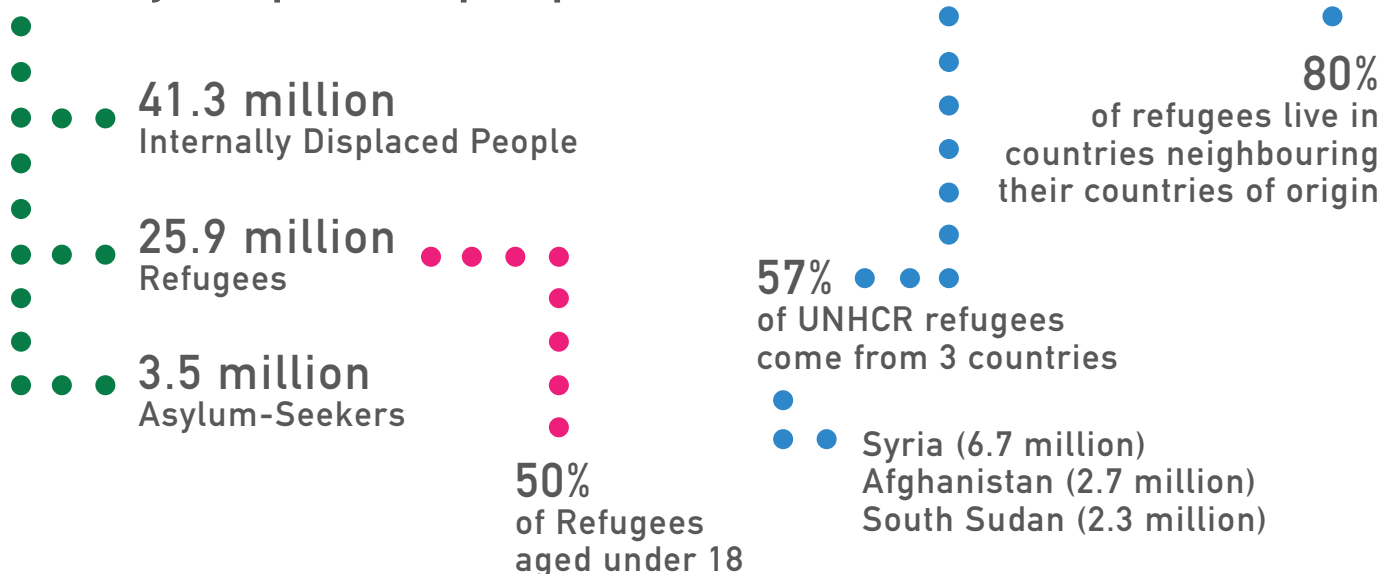 41.3 million
Internally Displaced People
25.9 million
Refugees
3.5 million
Asylum-Seekers
50%
of Refugees
aged under 18
80%
of refugees live in
countries neighbouring
their countries of origin
57%
of UNHCR refugees
come from 3 countries
Syria (6.7 million)
Afghanistan (2.7 million)
South Sudan (2.3 million)